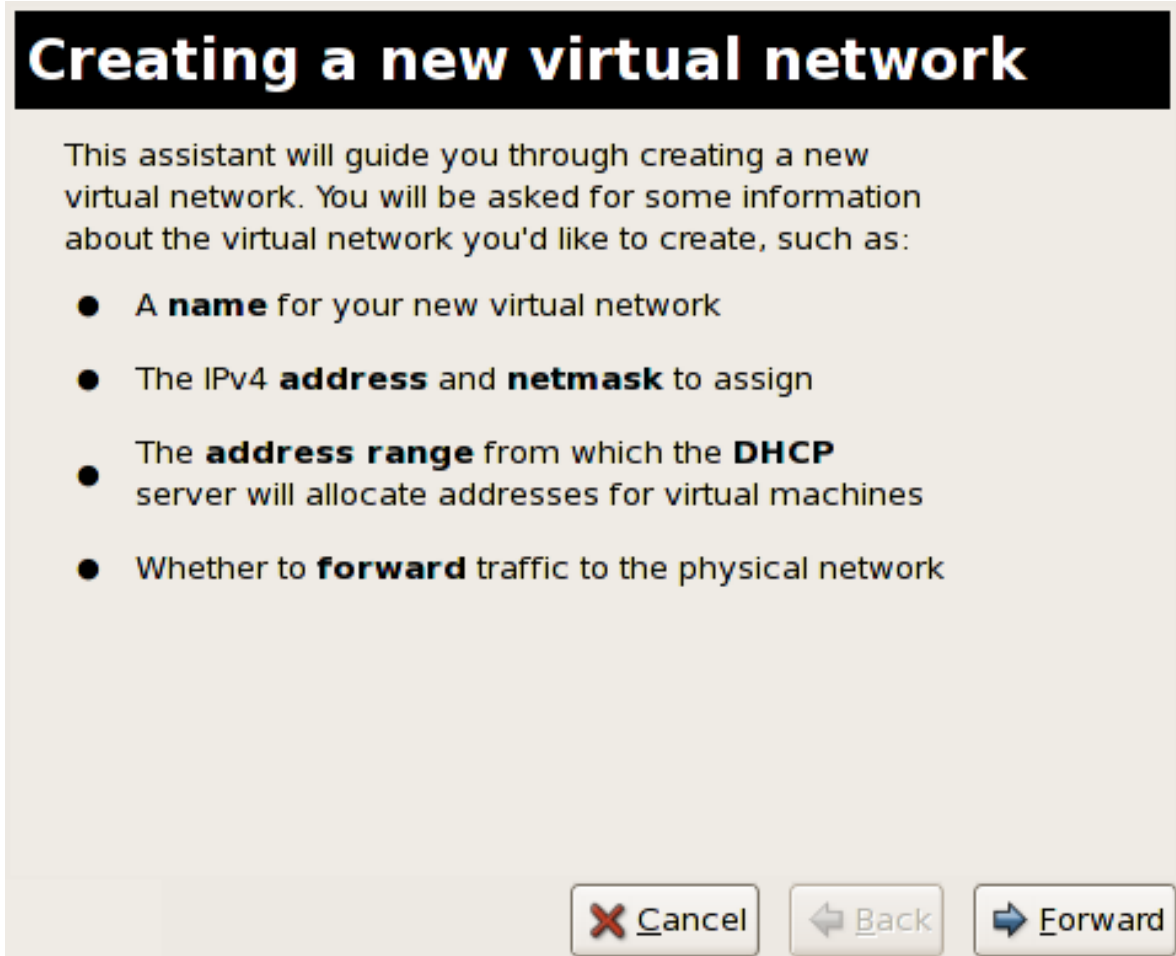 Creating a new virtual network
This assistant will guide you through creating a new
virtual network. You will be asked for some information
about the virtual network you'd like to create, such as:
● A name for your new virtual network
● The IPv4 address and netmask to assign
● The address range from which the DHCP
server will allocate addresses for virtual machines
● Whether to forward traffic to the physical network
Cancel Back Forward